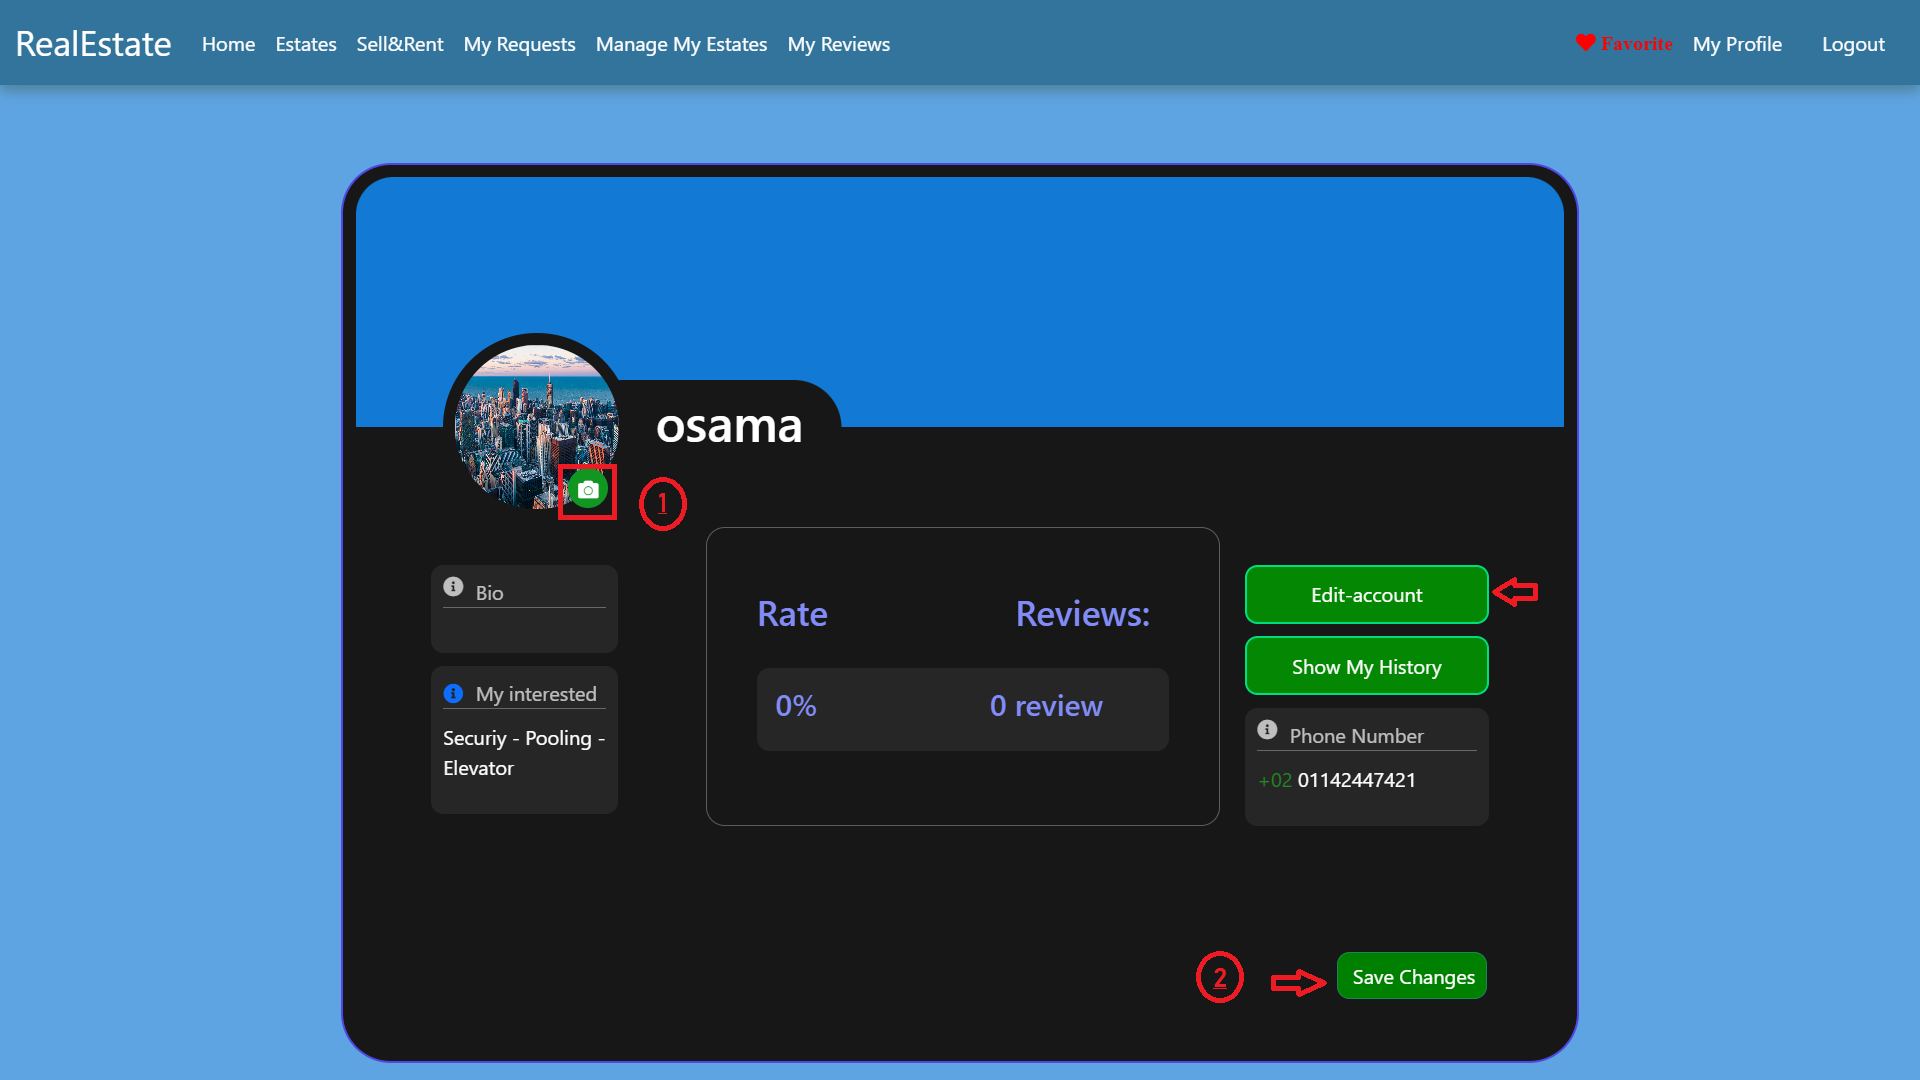 RealEstate Home Estates Sell&Rent My Requests Manage My Estates My Reviews Favorite My Profile Logout
osama
1
Bio
My interested
Securiy - Pooling -
Elevator
Rate Reviews:
0% 0 review
Edit-account
Show My History
Phone Number
+02 01142447421
2 Save Changes